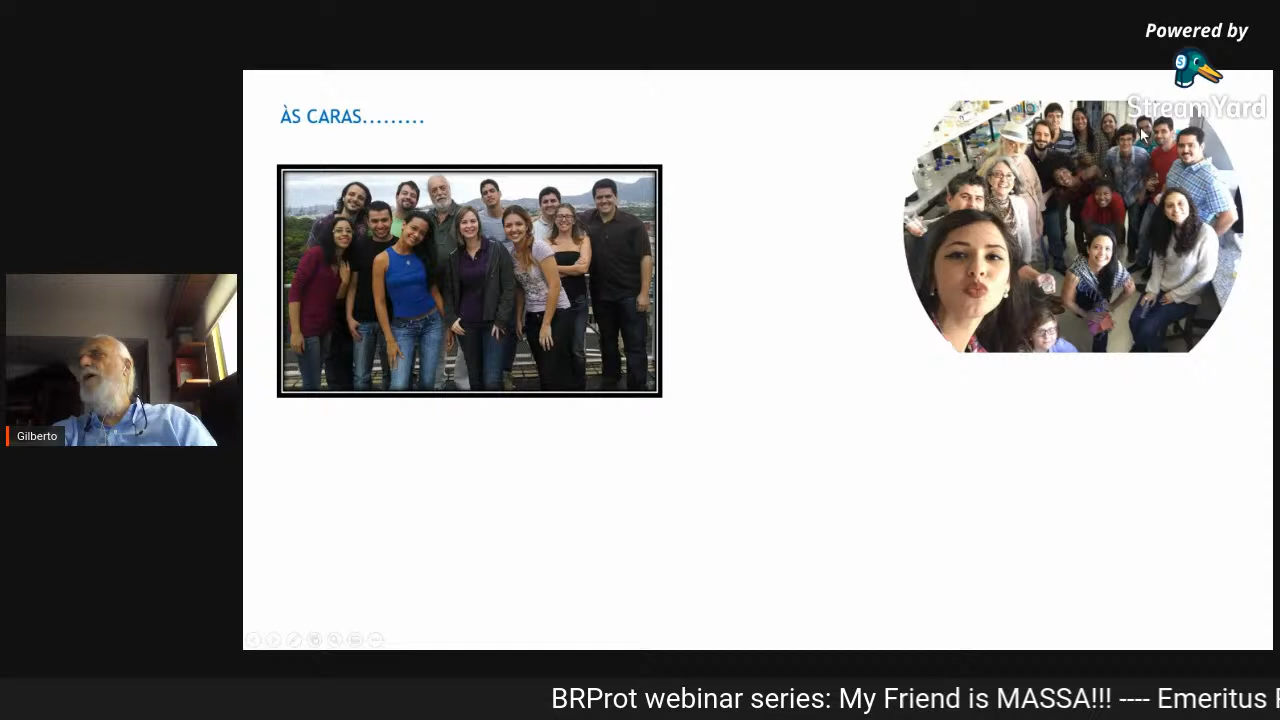 Powered by
StreamYard
ÀS CARAS.........
Gilberto
BRProt webinar series: My Friend is MASSA!!! ---- Emeritus